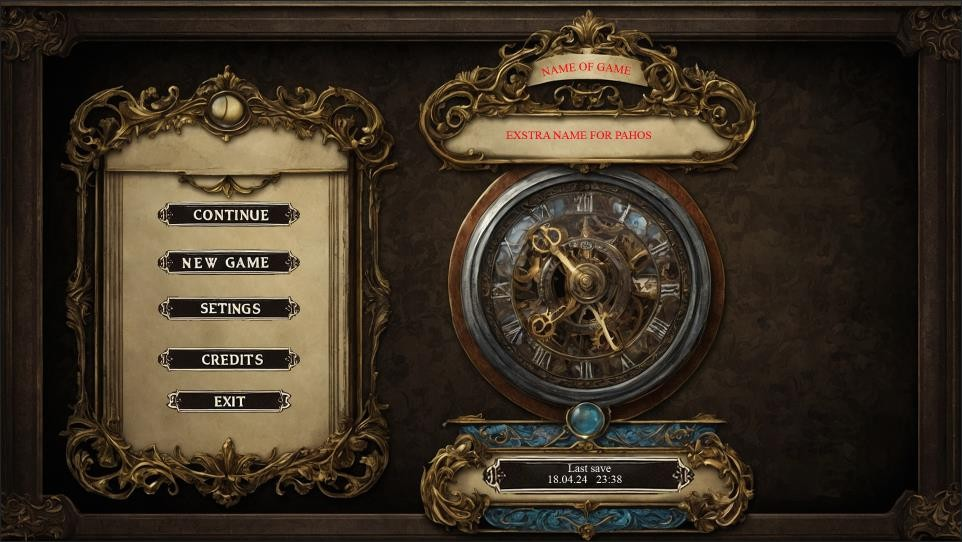 NAME OF GAME
EXSTRA NAME FOR PAHOS
CONTINUE
NEW GAME
SETINGS
CREDITS
EXIT
Last save
18.04.24 23:38